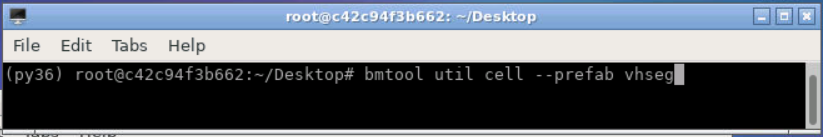 root@c42c94f3b662: ~/Desktop
File Edit Tabs Help
(py36) root@c42c94f3b662:~/Desktop# bmtool util cell --prefab vhseg